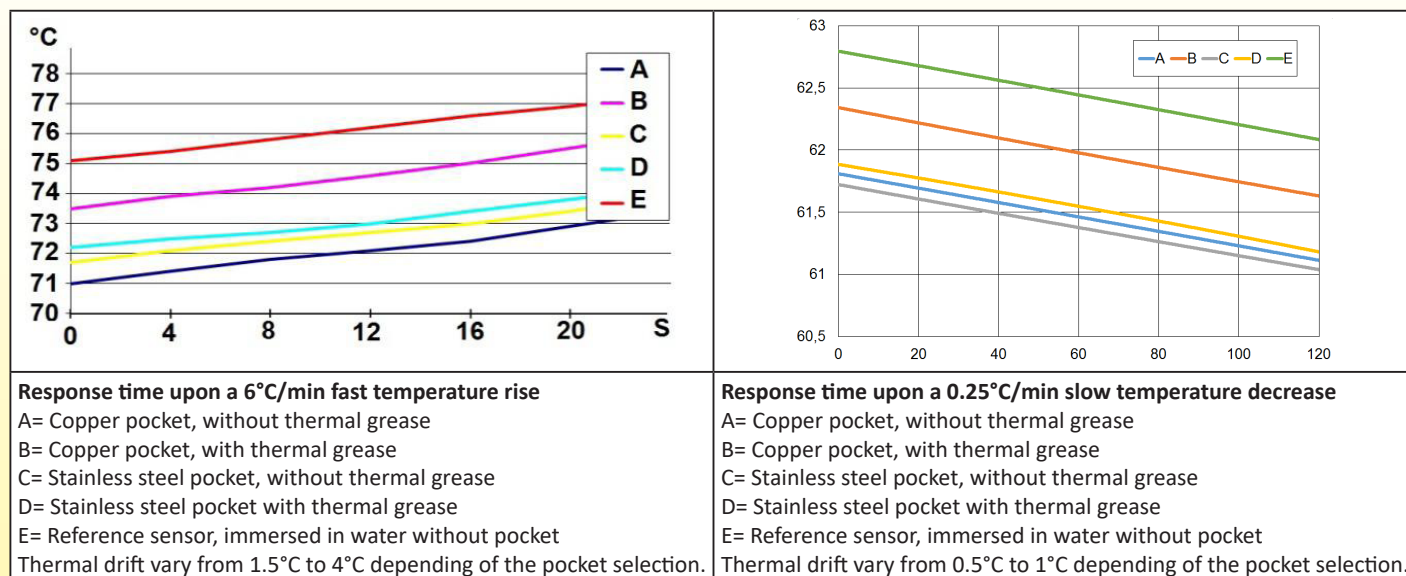 °C
78
77
76
75
74
73
72
71
70
0 4 8 12 16 20 S
A
B
C
D
E
63
62,5
62
61,5
61
60,5
0 20 40 60 80 100 120
A B C D E
Response time upon a 6°C/min fast temperature rise
A= Copper pocket, without thermal grease
B= Copper pocket, with thermal grease
C= Stainless steel pocket, without thermal grease
D= Stainless steel pocket with thermal grease
E= Reference sensor, immersed in water without pocket
Thermal drift vary from 1.5°C to 4°C depending of the pocket selection.
Response time upon a 0.25°C/min slow temperature decrease
A= Copper pocket, without thermal grease
B= Copper pocket, with thermal grease
C= Stainless steel pocket, without thermal grease
D= Stainless steel pocket with thermal grease
E= Reference sensor, immersed in water without pocket
Thermal drift vary from 0.5°C to 1°C depending of the pocket selection.